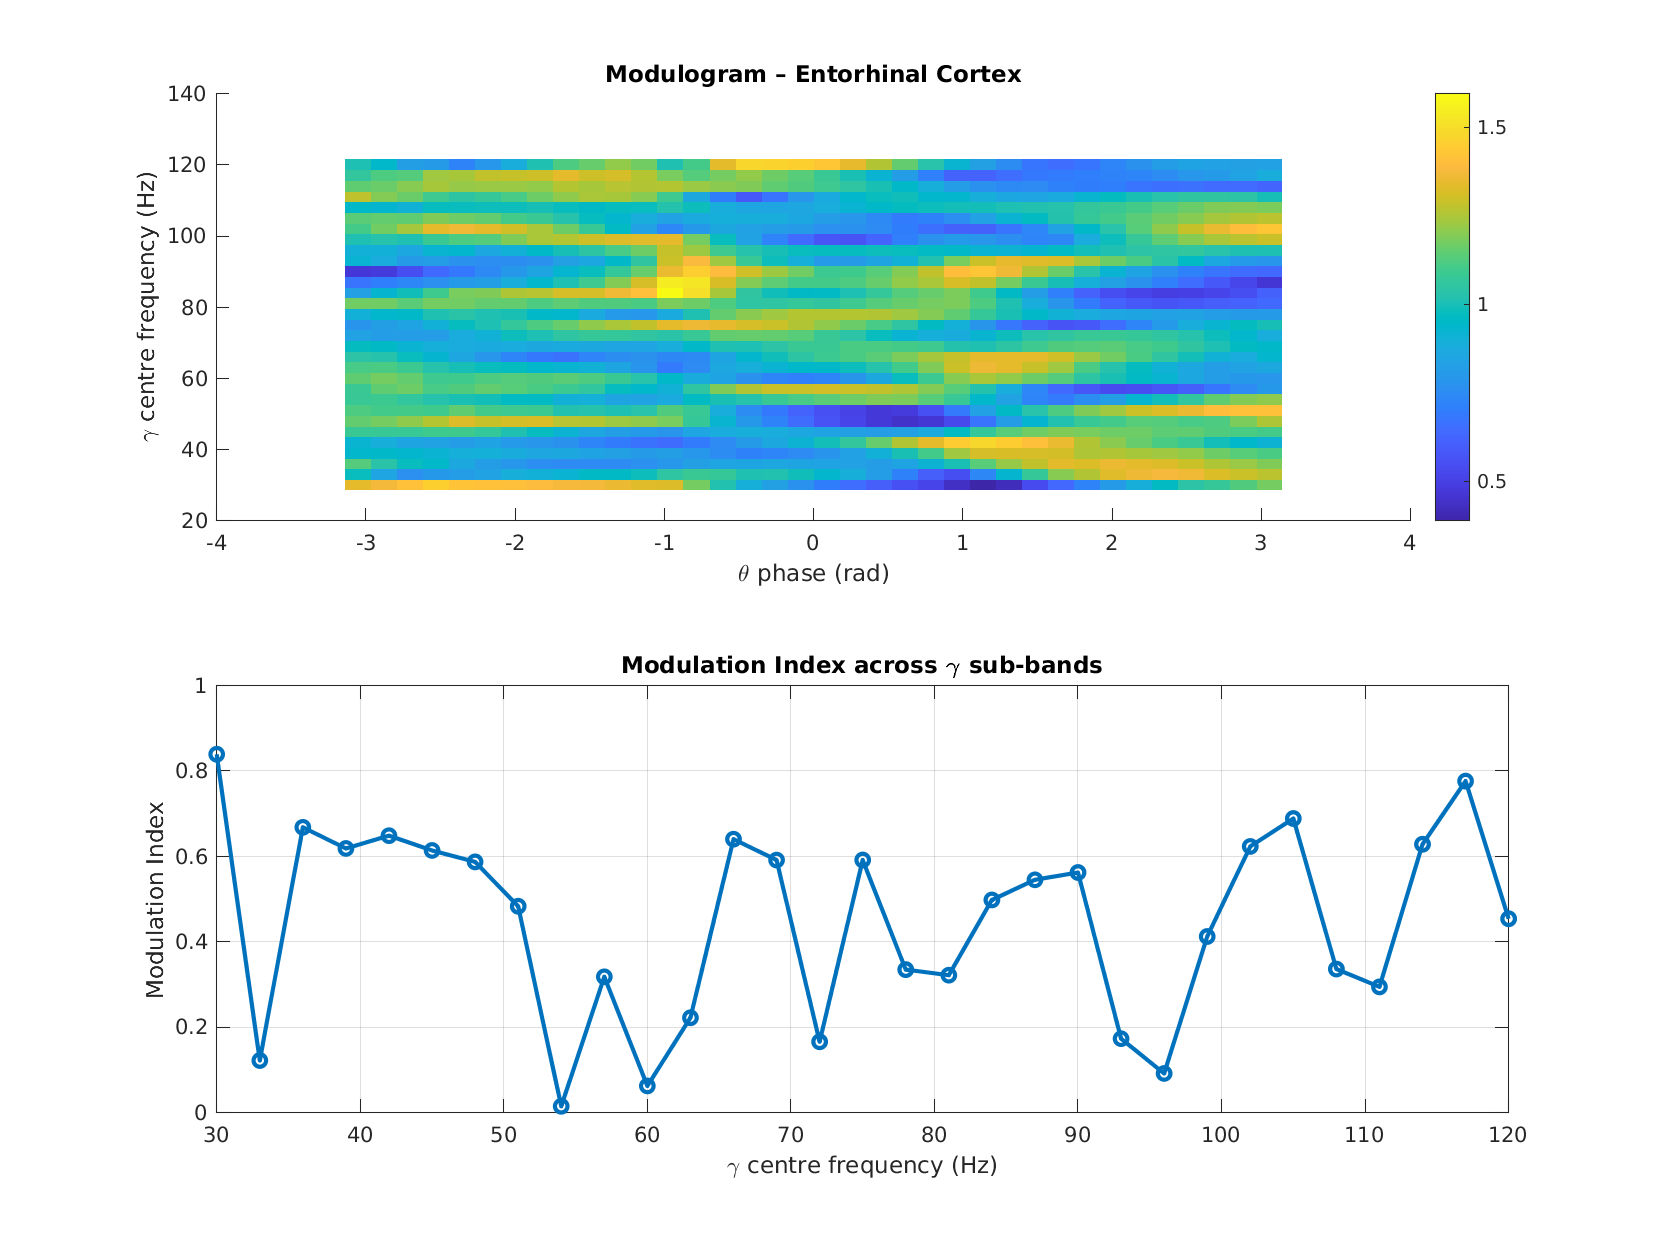 Modulogram – Entorhinal Cortex
γ centre frequency (Hz)
140
120
100
80
60
40
20
-4 -3 -2 -1 0 1 2 3 4
θ phase (rad)
1.5
1
0.5
Modulation Index across γ sub-bands
Modulation Index
1
0.8
0.6
0.4
0.2
0
30 40 50 60 70 80 90 100 110 120
γ centre frequency (Hz)